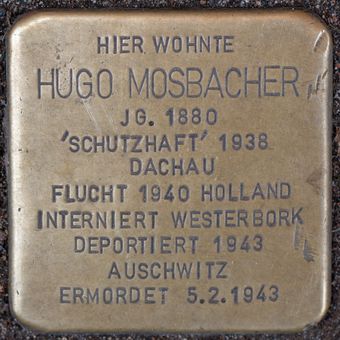 HIER WOHNTE
HUGO MOSBACHER
JG. 1880
'SCHUTZHAFT' 1938
DACHAU
FLUCHT 1940 HOLLAND
INTERNIERT WESTERBORK
DEPORTIERT 1943
AUSCHWITZ
ERMORDET 5.2.1943